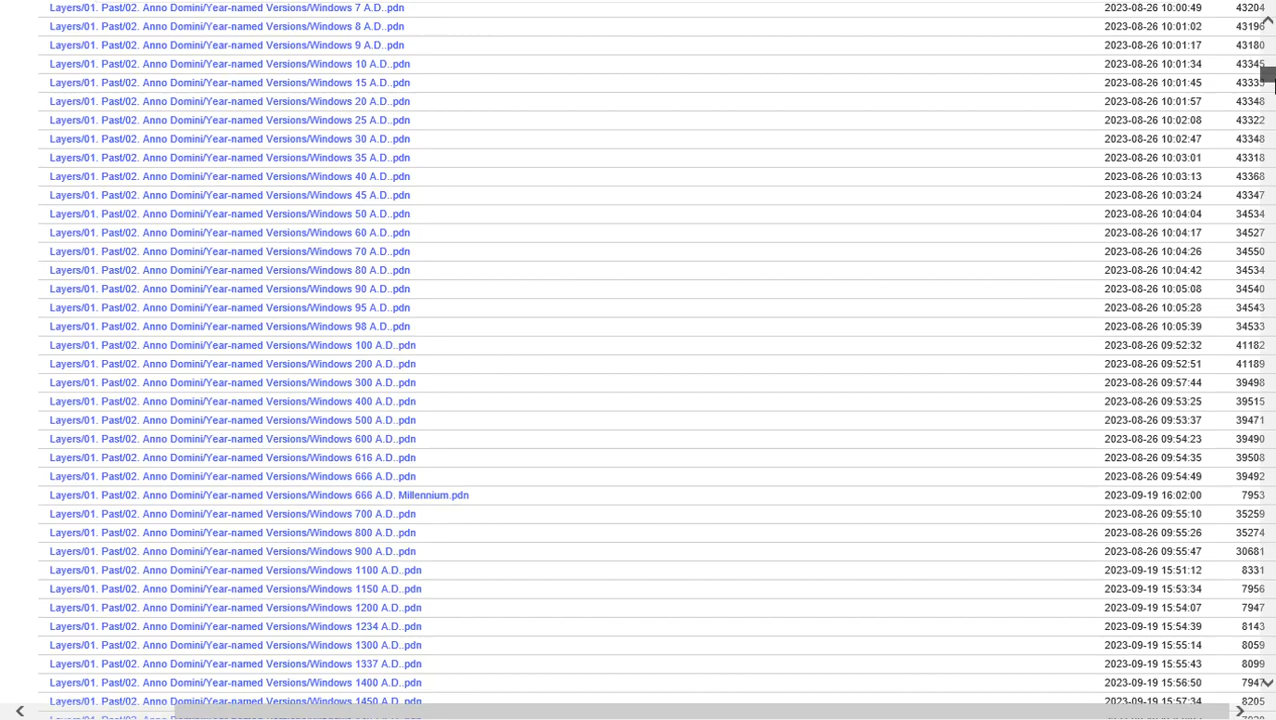 Layers/01. Past/02. Anno Domini/Year-named Versions/Windows 7 A.D..pdn 2023-08-26 10:00:49 43204
Layers/01. Past/02. Anno Domini/Year-named Versions/Windows 8 A.D..pdn 2023-08-26 10:01:02 43196
Layers/01. Past/02. Anno Domini/Year-named Versions/Windows 9 A.D..pdn 2023-08-26 10:01:17 43180
Layers/01. Past/02. Anno Domini/Year-named Versions/Windows 10 A.D..pdn 2023-08-26 10:01:34 43345
Layers/01. Past/02. Anno Domini/Year-named Versions/Windows 15 A.D..pdn 2023-08-26 10:01:45 43333
Layers/01. Past/02. Anno Domini/Year-named Versions/Windows 20 A.D..pdn 2023-08-26 10:01:57 43348
Layers/01. Past/02. Anno Domini/Year-named Versions/Windows 25 A.D..pdn 2023-08-26 10:02:08 43322
Layers/01. Past/02. Anno Domini/Year-named Versions/Windows 30 A.D..pdn 2023-08-26 10:02:47 43348
Layers/01. Past/02. Anno Domini/Year-named Versions/Windows 35 A.D..pdn 2023-08-26 10:03:01 43318
Layers/01. Past/02. Anno Domini/Year-named Versions/Windows 40 A.D..pdn 2023-08-26 10:03:13 43368
Layers/01. Past/02. Anno Domini/Year-named Versions/Windows 45 A.D..pdn 2023-08-26 10:03:24 43347
Layers/01. Past/02. Anno Domini/Year-named Versions/Windows 50 A.D..pdn 2023-08-26 10:04:04 34534
Layers/01. Past/02. Anno Domini/Year-named Versions/Windows 60 A.D..pdn 2023-08-26 10:04:17 34527
Layers/01. Past/02. Anno Domini/Year-named Versions/Windows 70 A.D..pdn 2023-08-26 10:04:26 34550
Layers/01. Past/02. Anno Domini/Year-named Versions/Windows 80 A.D..pdn 2023-08-26 10:04:42 34534
Layers/01. Past/02. Anno Domini/Year-named Versions/Windows 90 A.D..pdn 2023-08-26 10:05:08 34540
Layers/01. Past/02. Anno Domini/Year-named Versions/Windows 95 A.D..pdn 2023-08-26 10:05:28 34543
Layers/01. Past/02. Anno Domini/Year-named Versions/Windows 98 A.D..pdn 2023-08-26 10:05:39 34533
Layers/01. Past/02. Anno Domini/Year-named Versions/Windows 100 A.D..pdn 2023-08-26 09:52:32 41182
Layers/01. Past/02. Anno Domini/Year-named Versions/Windows 200 A.D..pdn 2023-08-26 09:52:51 41189
Layers/01. Past/02. Anno Domini/Year-named Versions/Windows 300 A.D..pdn 2023-08-26 09:57:44 39498
Layers/01. Past/02. Anno Domini/Year-named Versions/Windows 400 A.D..pdn 2023-08-26 09:53:25 39515
Layers/01. Past/02. Anno Domini/Year-named Versions/Windows 500 A.D..pdn 2023-08-26 09:53:37 39471
Layers/01. Past/02. Anno Domini/Year-named Versions/Windows 600 A.D..pdn 2023-08-26 09:54:23 39490
Layers/01. Past/02. Anno Domini/Year-named Versions/Windows 616 A.D..pdn 2023-08-26 09:54:35 39508
Layers/01. Past/02. Anno Domini/Year-named Versions/Windows 666 A.D..pdn 2023-08-26 09:54:49 39492
Layers/01. Past/02. Anno Domini/Year-named Versions/Windows 666 A.D. Millennium.pdn 2023-09-19 16:02:00 7953
Layers/01. Past/02. Anno Domini/Year-named Versions/Windows 700 A.D..pdn 2023-08-26 09:55:10 35259
Layers/01. Past/02. Anno Domini/Year-named Versions/Windows 800 A.D..pdn 2023-08-26 09:55:26 35274
Layers/01. Past/02. Anno Domini/Year-named Versions/Windows 900 A.D..pdn 2023-08-26 09:55:47 30681
Layers/01. Past/02. Anno Domini/Year-named Versions/Windows 1100 A.D..pdn 2023-09-19 15:51:12 8331
Layers/01. Past/02. Anno Domini/Year-named Versions/Windows 1150 A.D..pdn 2023-09-19 15:53:34 7956
Layers/01. Past/02. Anno Domini/Year-named Versions/Windows 1200 A.D..pdn 2023-09-19 15:54:07 7947
Layers/01. Past/02. Anno Domini/Year-named Versions/Windows 1234 A.D..pdn 2023-09-19 15:54:39 8143
Layers/01. Past/02. Anno Domini/Year-named Versions/Windows 1300 A.D..pdn 2023-09-19 15:55:14 8059
Layers/01. Past/02. Anno Domini/Year-named Versions/Windows 1337 A.D..pdn 2023-09-19 15:55:43 8099
Layers/01. Past/02. Anno Domini/Year-named Versions/Windows 1400 A.D..pdn 2023-09-19 15:56:50 7947
Layers/01. Past/02. Anno Domini/Year-named Versions/Windows 1450 A.D..pdn 2023-09-19 15:57:34 8205